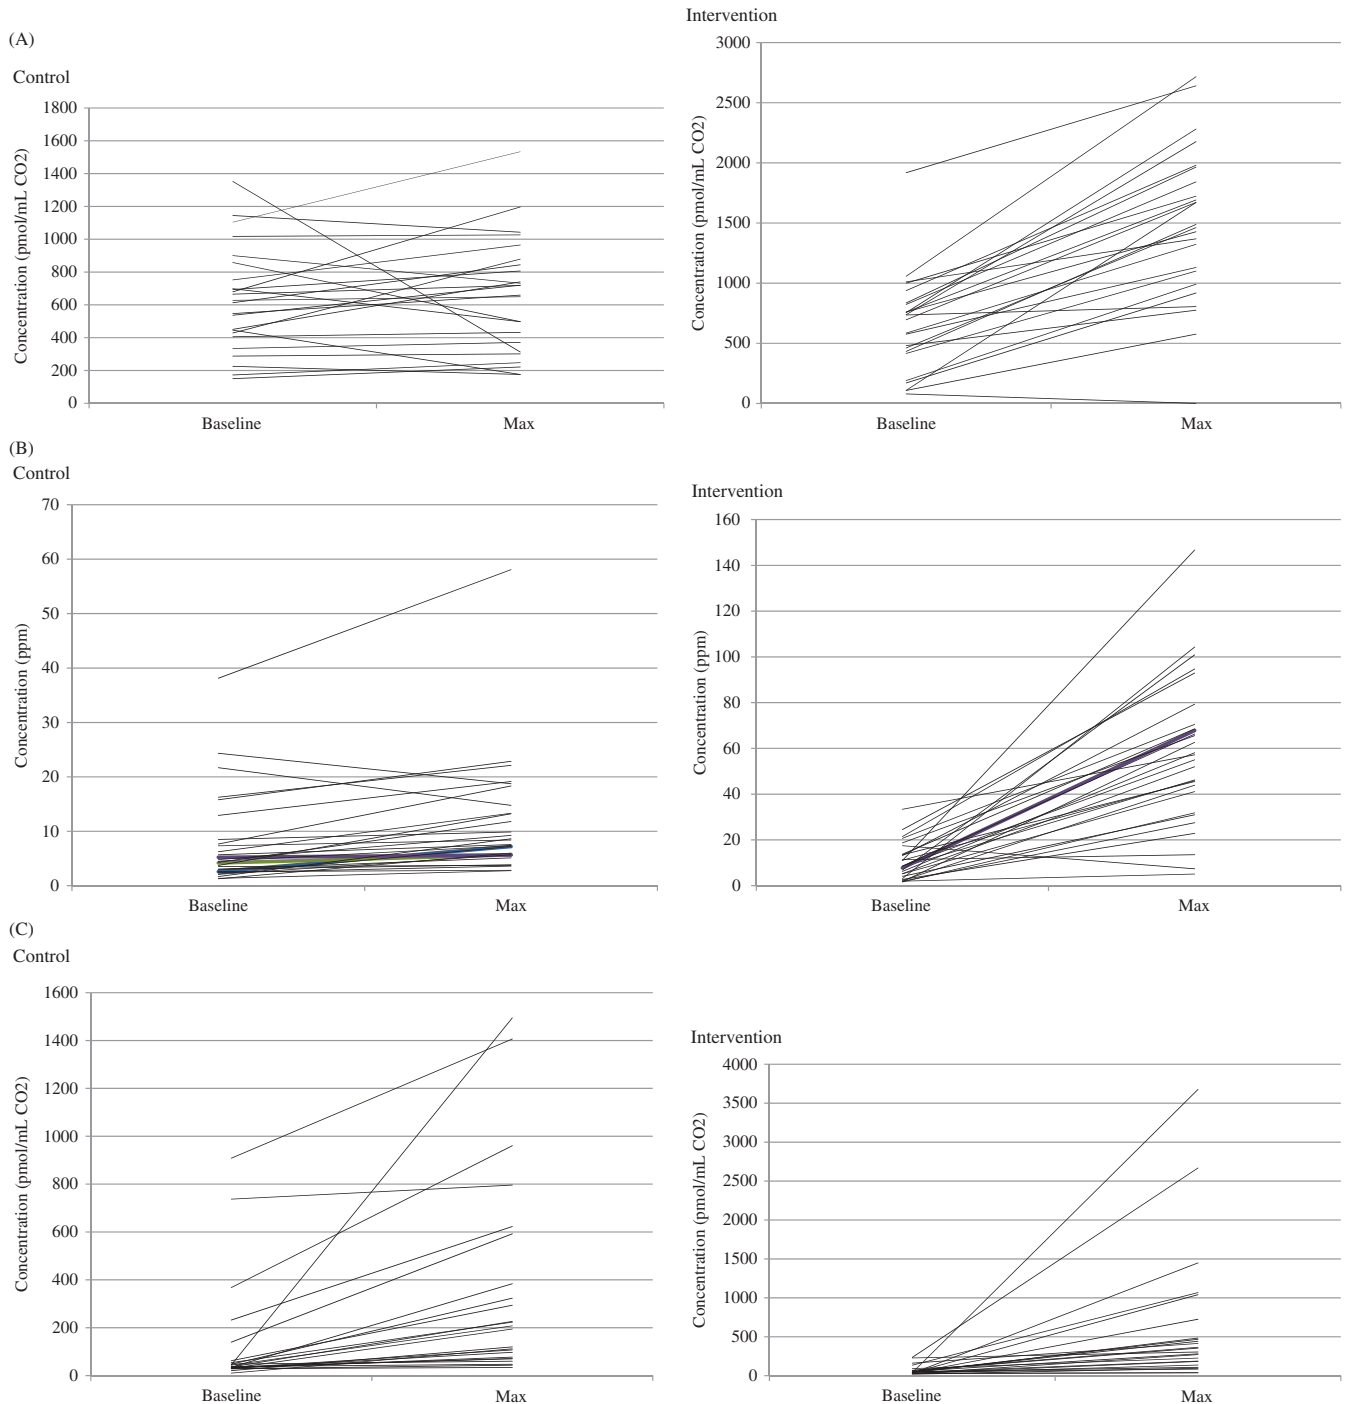 (A)
Control
Concentration (pmol/mL CO2)
1800
1600
1400
1200
1000
800
600
400
200
0
Baseline
Max
Intervention
Concentration (pmol/mL CO2)
3000
2500
2000
1500
1000
500
0
Baseline
Max
(B)
Control
Concentration (ppm)
70
60
50
40
30
20
10
0
Baseline
Max
Intervention
Concentration (ppm)
160
140
120
100
80
60
40
20
0
Baseline
Max
(C)
Control
Concentration (pmol/mL CO2)
1600
1400
1200
1000
800
600
400
200
0
Baseline
Max
Intervention
Concentration (pmol/mL CO2)
4000
3500
3000
2500
2000
1500
1000
500
0
Baseline
Max